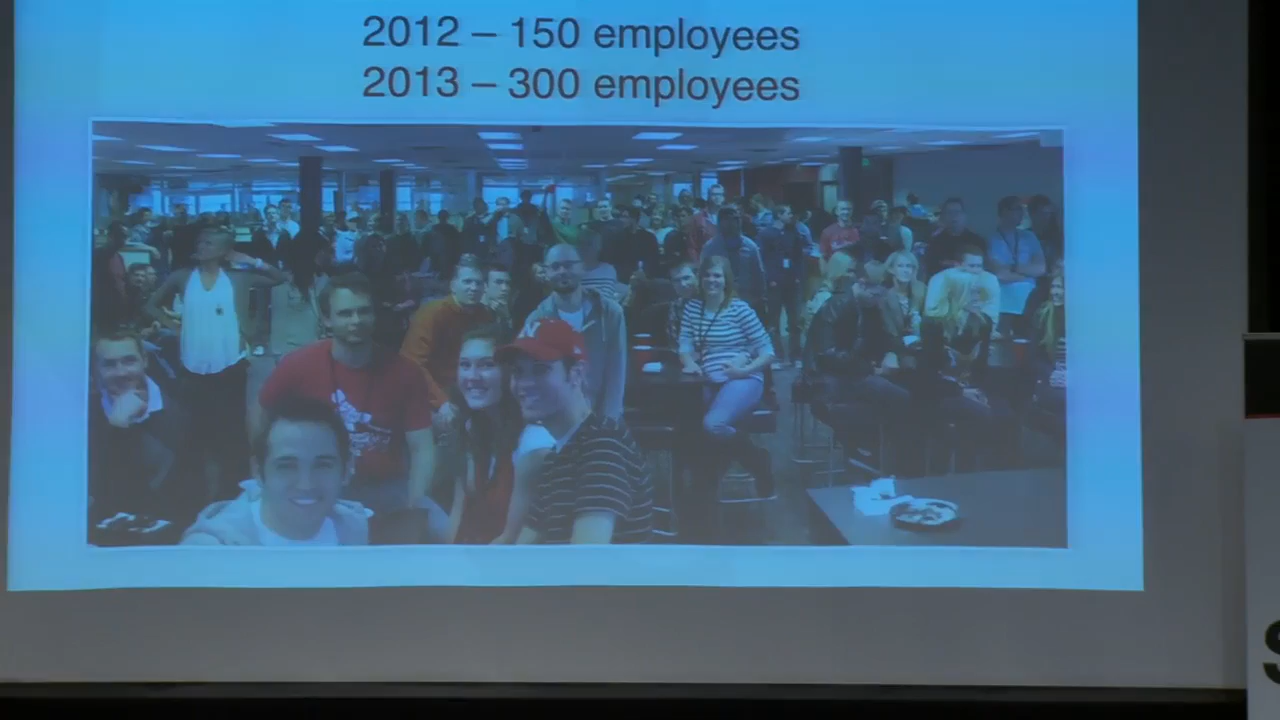 2012 – 150 employees
2013 – 300 employees
S